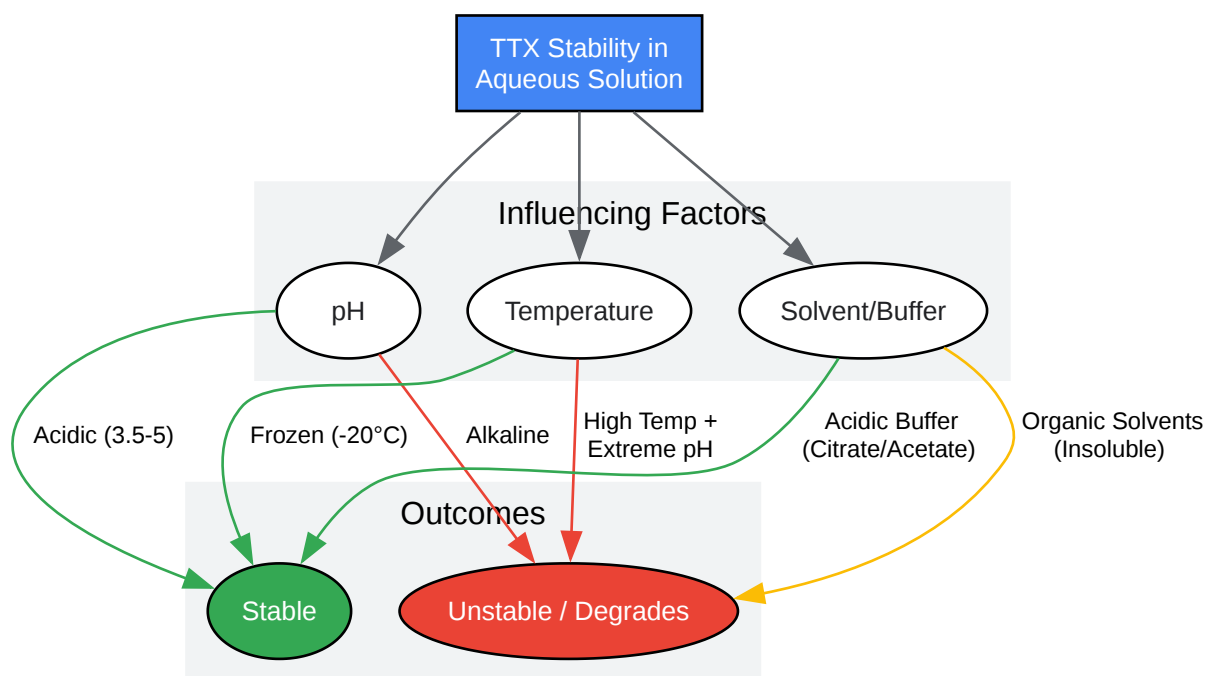 TTX Stability in
Aqueous Solution
Influencing Factors
pH
Temperature
Solvent/Buffer
Acidic (3.5-5)
Frozen (-20°C)
Alkaline
High Temp +
Extreme pH
Acidic Buffer
(Citrate/Acetate)
Organic Solvents
(Insoluble)
Outcomes
Stable
Unstable / Degrades